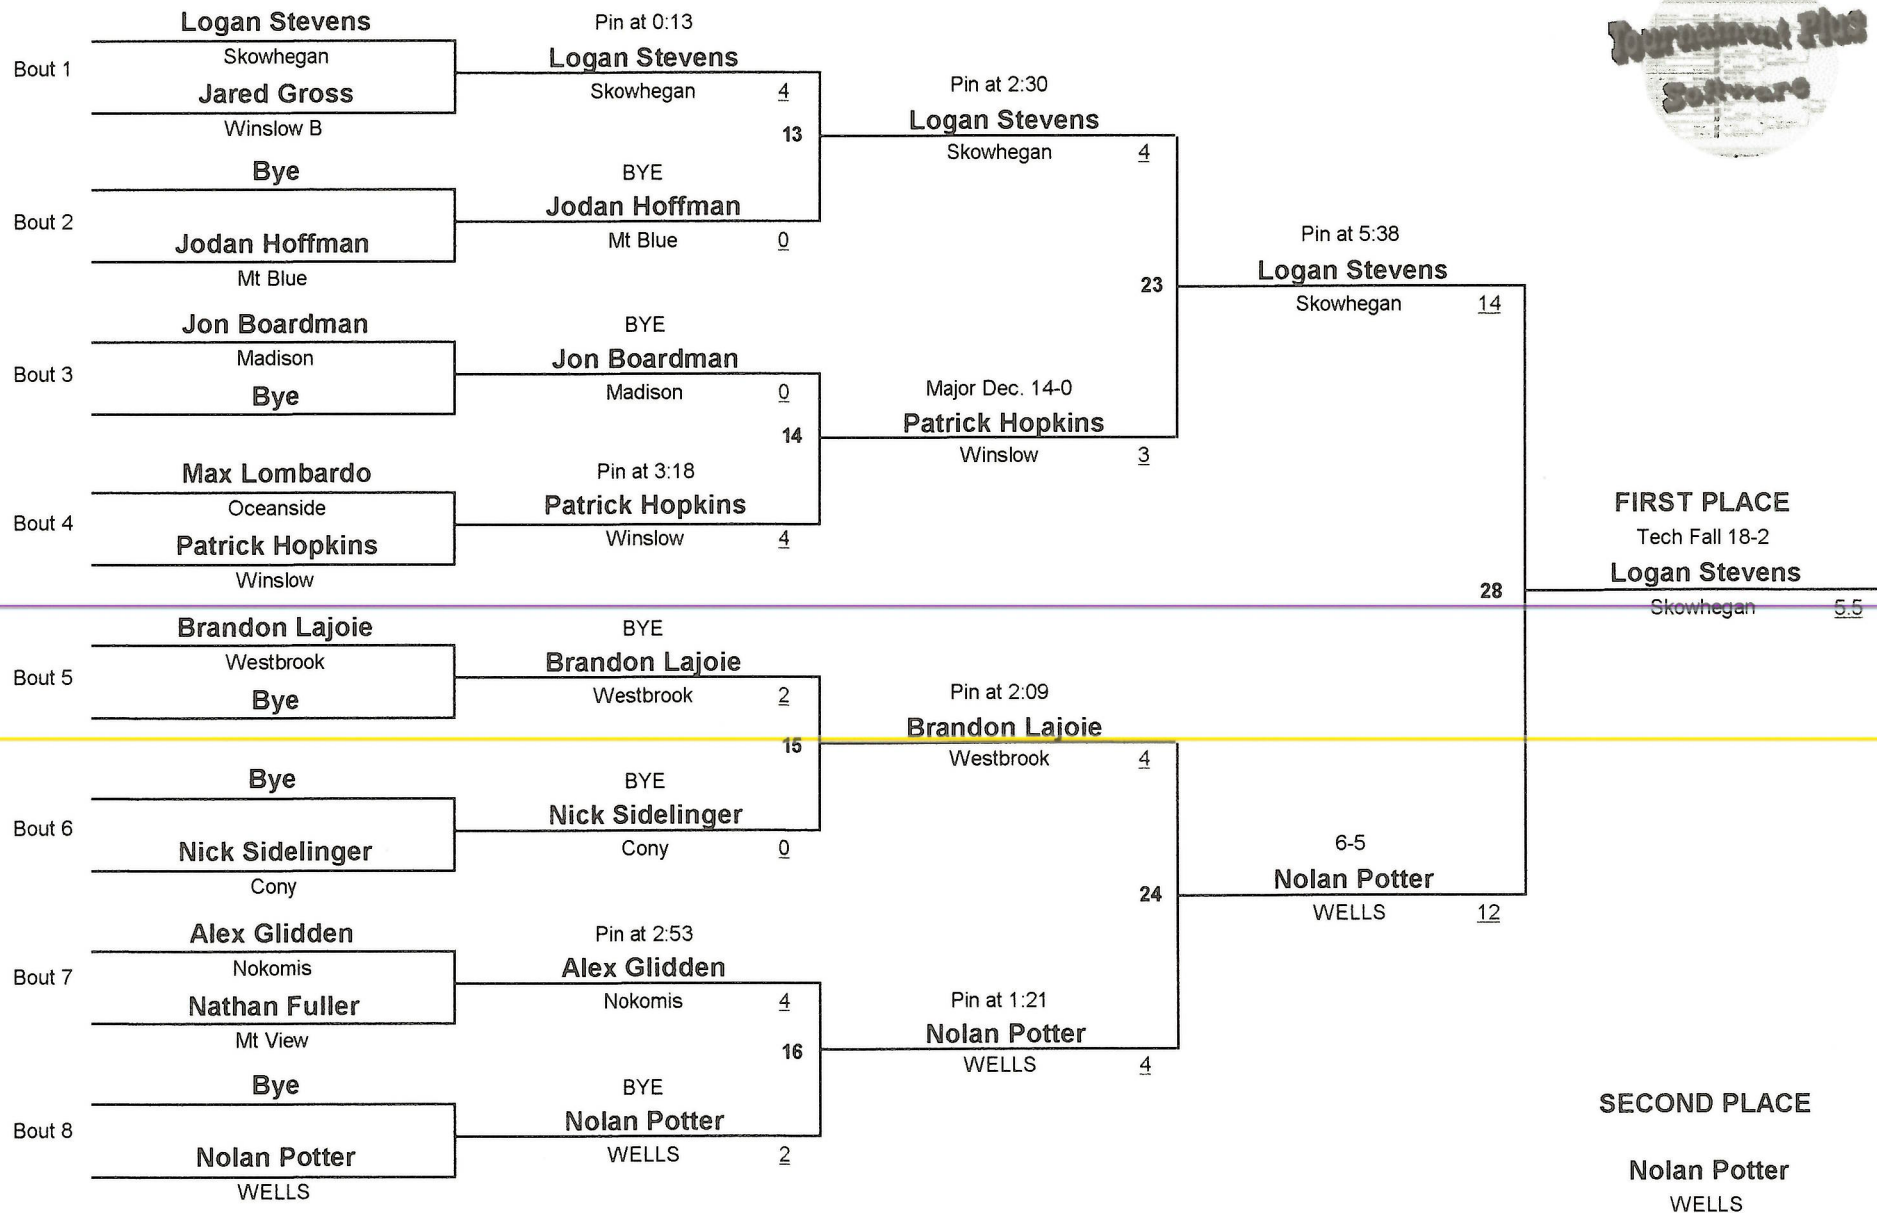 Logan Stevens
Skowhegan
Bout 1
Jared Gross
Winslow B
Bye
Bout 2
Jodan Hoffman
Mt Blue
Jon Boardman
Madison
Bout 3
Bye
Max Lombardo
Oceanside
Bout 4
Patrick Hopkins
Winslow
Brandon Lajoie
Westbrook
Bout 5
Bye
Bye
Bout 6
Nick Sidelinger
Cony
Alex Glidden
Nokomis
Bout 7
Nathan Fuller
Mt View
Bye
Bout 8
Nolan Potter
WELLS
Pin at 0:13
Logan Stevens
Skowhegan 4
13
BYE
Jodan Hoffman
Mt Blue 0
BYE
Jon Boardman
Madison 0
14
Pin at 3:18
Patrick Hopkins
Winslow 4
BYE
Brandon Lajoie
Westbrook 2
15
BYE
Nick Sidelinger
Cony 0
Pin at 2:53
Alex Glidden
Nokomis 4
16
BYE
Nolan Potter
WELLS 2
Pin at 2:30
Logan Stevens
Skowhegan 4
23
Major Dec. 14-0
Patrick Hopkins
Winslow 3
Pin at 2:09
Brandon Lajoie
Westbrook 4
24
Pin at 1:21
Nolan Potter
WELLS 4
Pin at 5:38
Logan Stevens
Skowhegan 14
28
6-5
Nolan Potter
WELLS 12
Tournament Plus
Software
FIRST PLACE
Tech Fall 18-2
Logan Stevens
Skowhegan 5.5
SECOND PLACE
Nolan Potter
WELLS